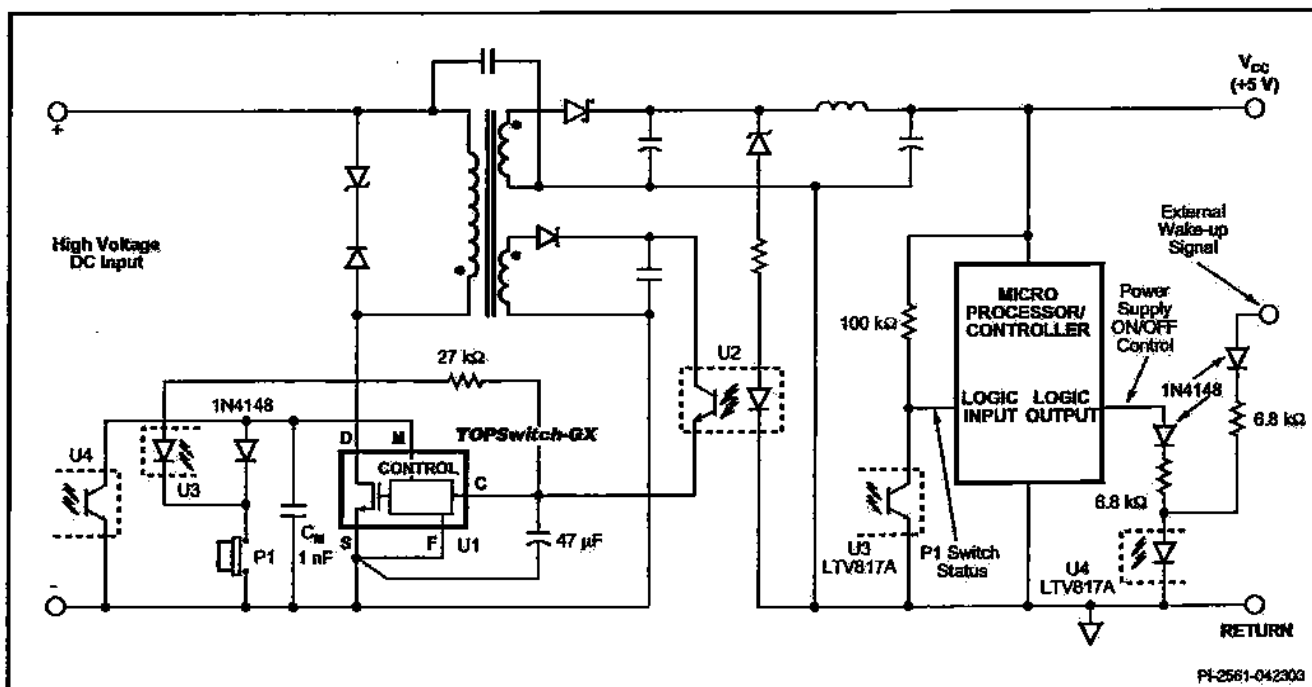 V_CC
(+5 V)
+
High Voltage
DC Input
External
Wake-up
Signal
MICRO
PROCESSOR/
CONTROLLER
Power
Supply
ON/OFF
Control
100 kΩ
27 kΩ
U2
1N4148
1N4148
LOGIC LOGIC
INPUT OUTPUT
6.8 kΩ
D M
TOPSwitch-GX
CONTROL
C
U4
U3
6.8 kΩ
C_M
1 nF
P1
S F U1
47 µF
U3
LTV817A
P1 Switch
Status
U4
LTV817A
-
RETURN
PI-2561-042303